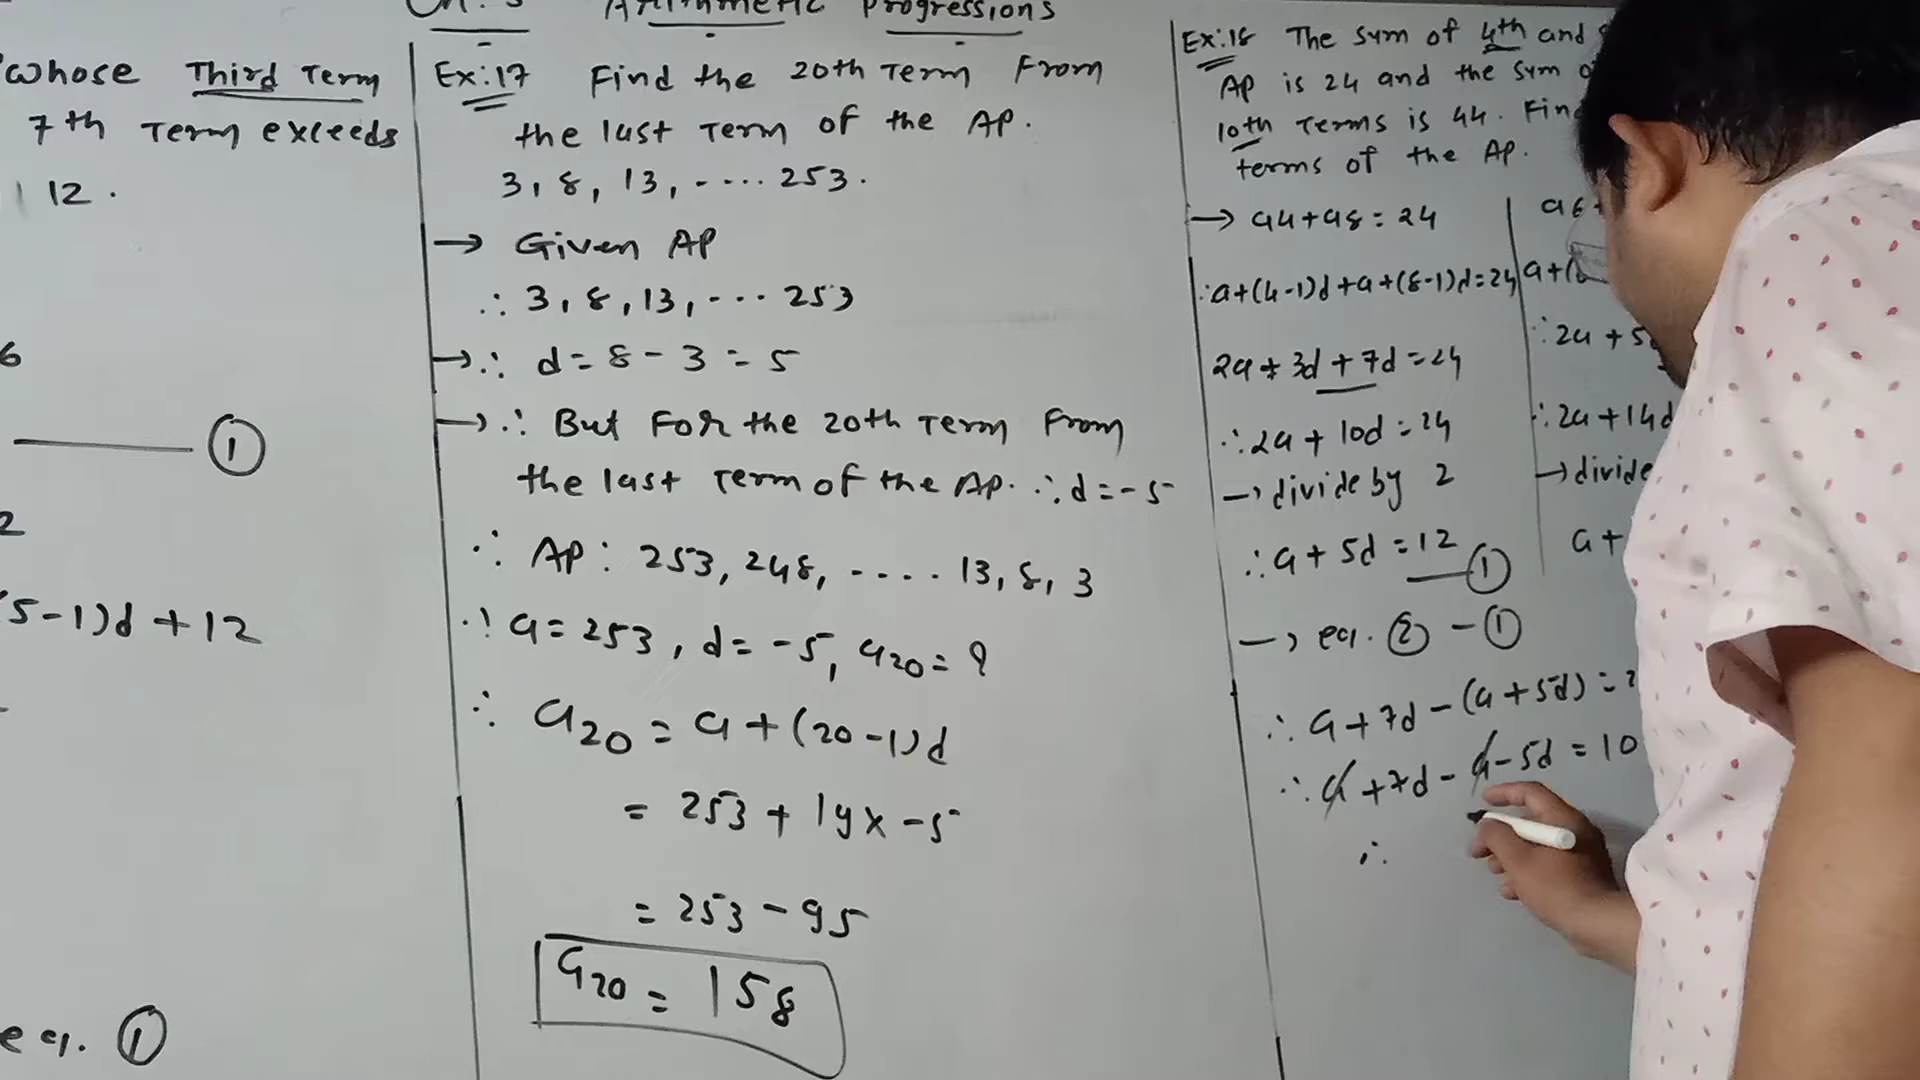 Ch. 5 Arithmetic Progressions
whose Third Term
7th Term exceeds
12.
6
①
2
(5-1)d + 12
eq. ①
Ex:17 Find the 20th Term From
the last Term of the AP.
3, 8, 13, ---- 253.
→ Given AP
∴ 3, 8, 13, --- 253
→ ∴ d = 8 - 3 = 5
→ ∴ But For the 20th Term From
the last Term of the AP. ∴ d = -5
∴ AP: 253, 248, ---- 13, 8, 3
∴ a = 253, d = -5, a20 = ?
∴ a20 = a + (20-1)d
= 253 + 19x -5
= 253 - 95
a20 = 158
Ex:18 The sum of 4th and
AP is 24 and the sum
10th Terms is 44. Find
terms of the AP.
→ a4 + a8 = 24
∴ a+(4-1)d + a+(8-1)d = 24
2a + 3d + 7d = 24
∴ 2a + 10d = 24
→ divide by 2
∴ a + 5d = 12 ①
→ eq. ② - ①
∴ a + 7d - (a + 5d) =
∴ a + 7d - a - 5d = 10
∴
a6 +
a+(
∴ 2a + 5d
∴ 2a + 14d
→ divide
a +